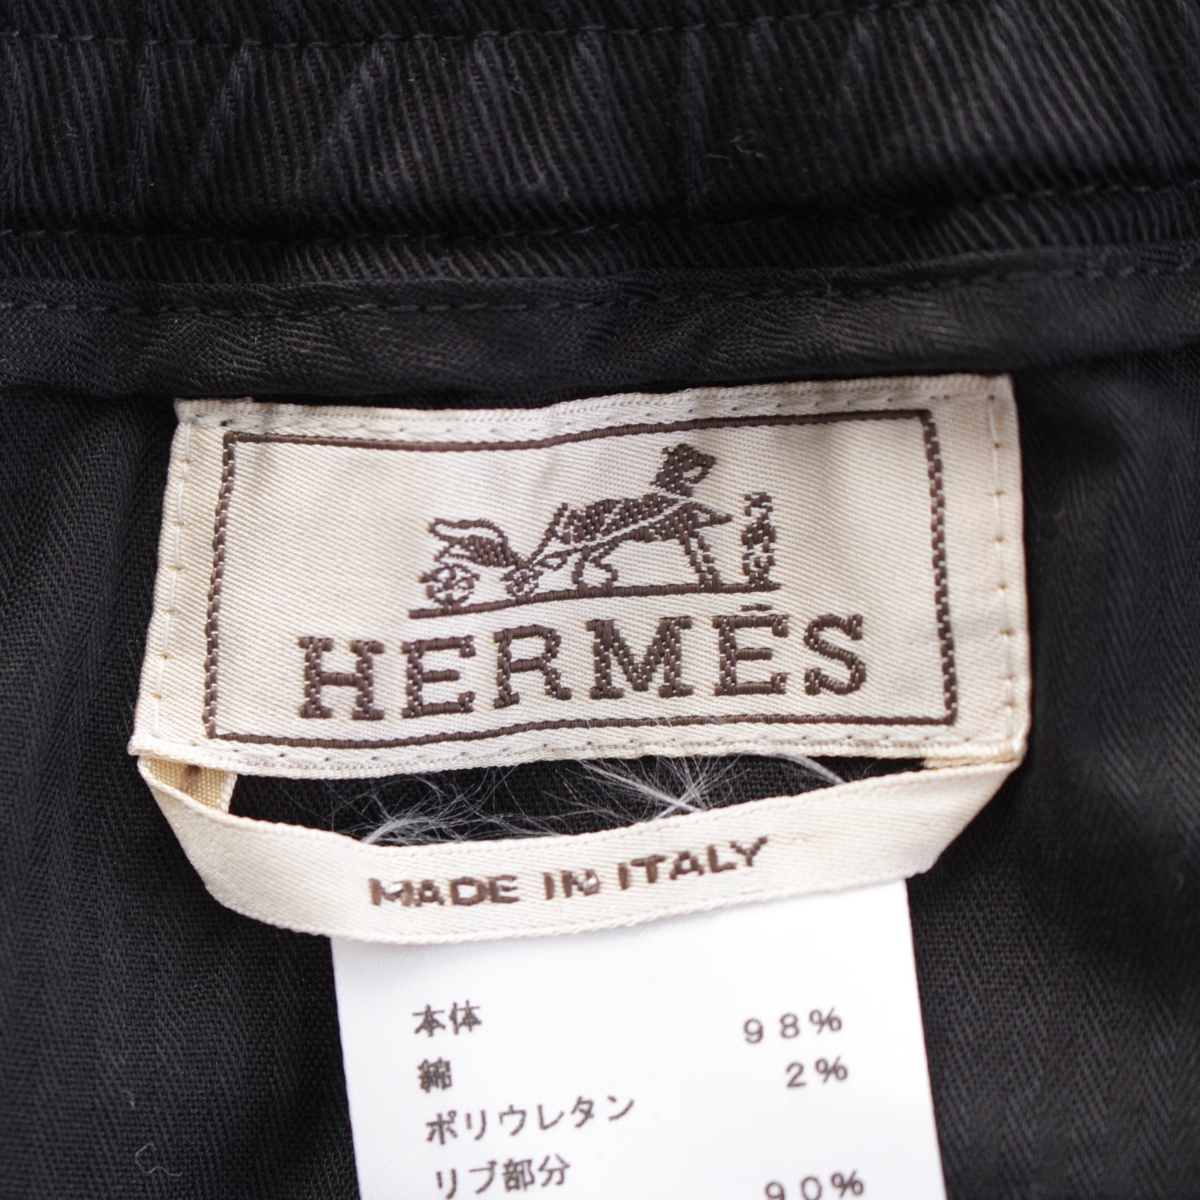 HERMÈS
MADE IN ITALY
本体 98%
綿 2%
ポリウレタン
リブ部分 90%